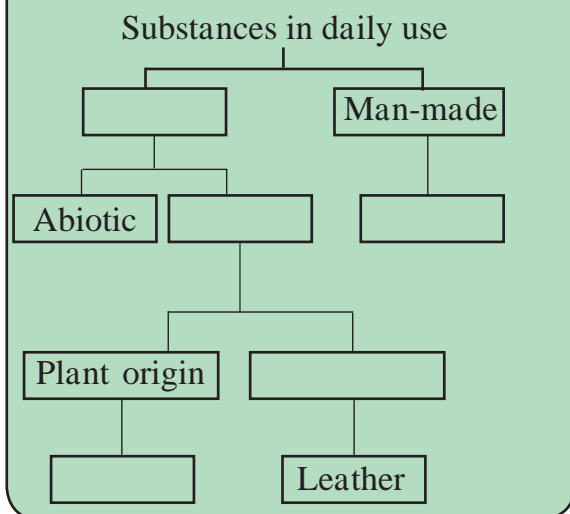 Substances in daily use
Man-made
Abiotic
Plant origin
Leather